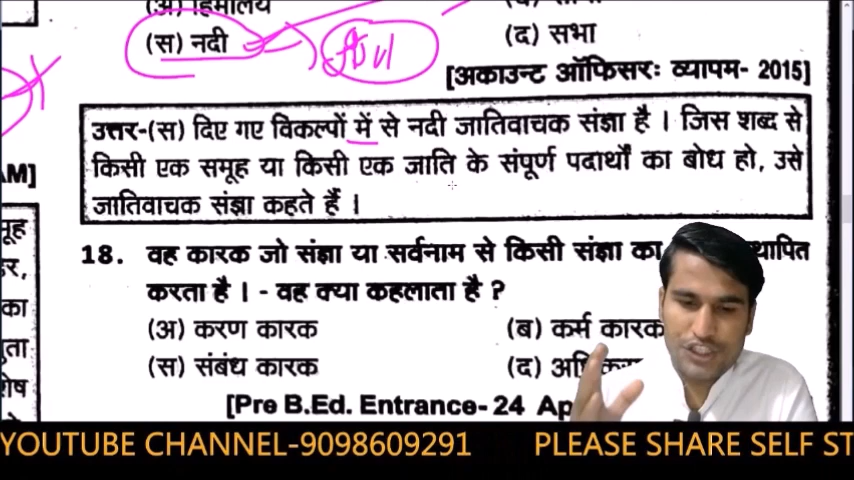 (अ) हिमालय
(स) नदी
(द) सभा
[अकाउन्ट ऑफिसरः व्यापम- 2015]
उत्तर-(स) दिए गए विकल्पों में से नदी जातिवाचक संज्ञा है । जिस शब्द से
किसी एक समूह या किसी एक जाति के संपूर्ण पदार्थों का बोध हो, उसे
जातिवाचक संज्ञा कहते हैं ।
18. वह कारक जो संज्ञा या सर्वनाम से किसी संज्ञा का थापित
करता है । - वह क्या कहलाता है ?
(अ) करण कारक
(ब) कर्म कारक
(स) संबंध कारक
(द)
[Pre B.Ed. Entrance- 24 Ap
YOUTUBE CHANNEL-9098609291 PLEASE SHARE SELF ST